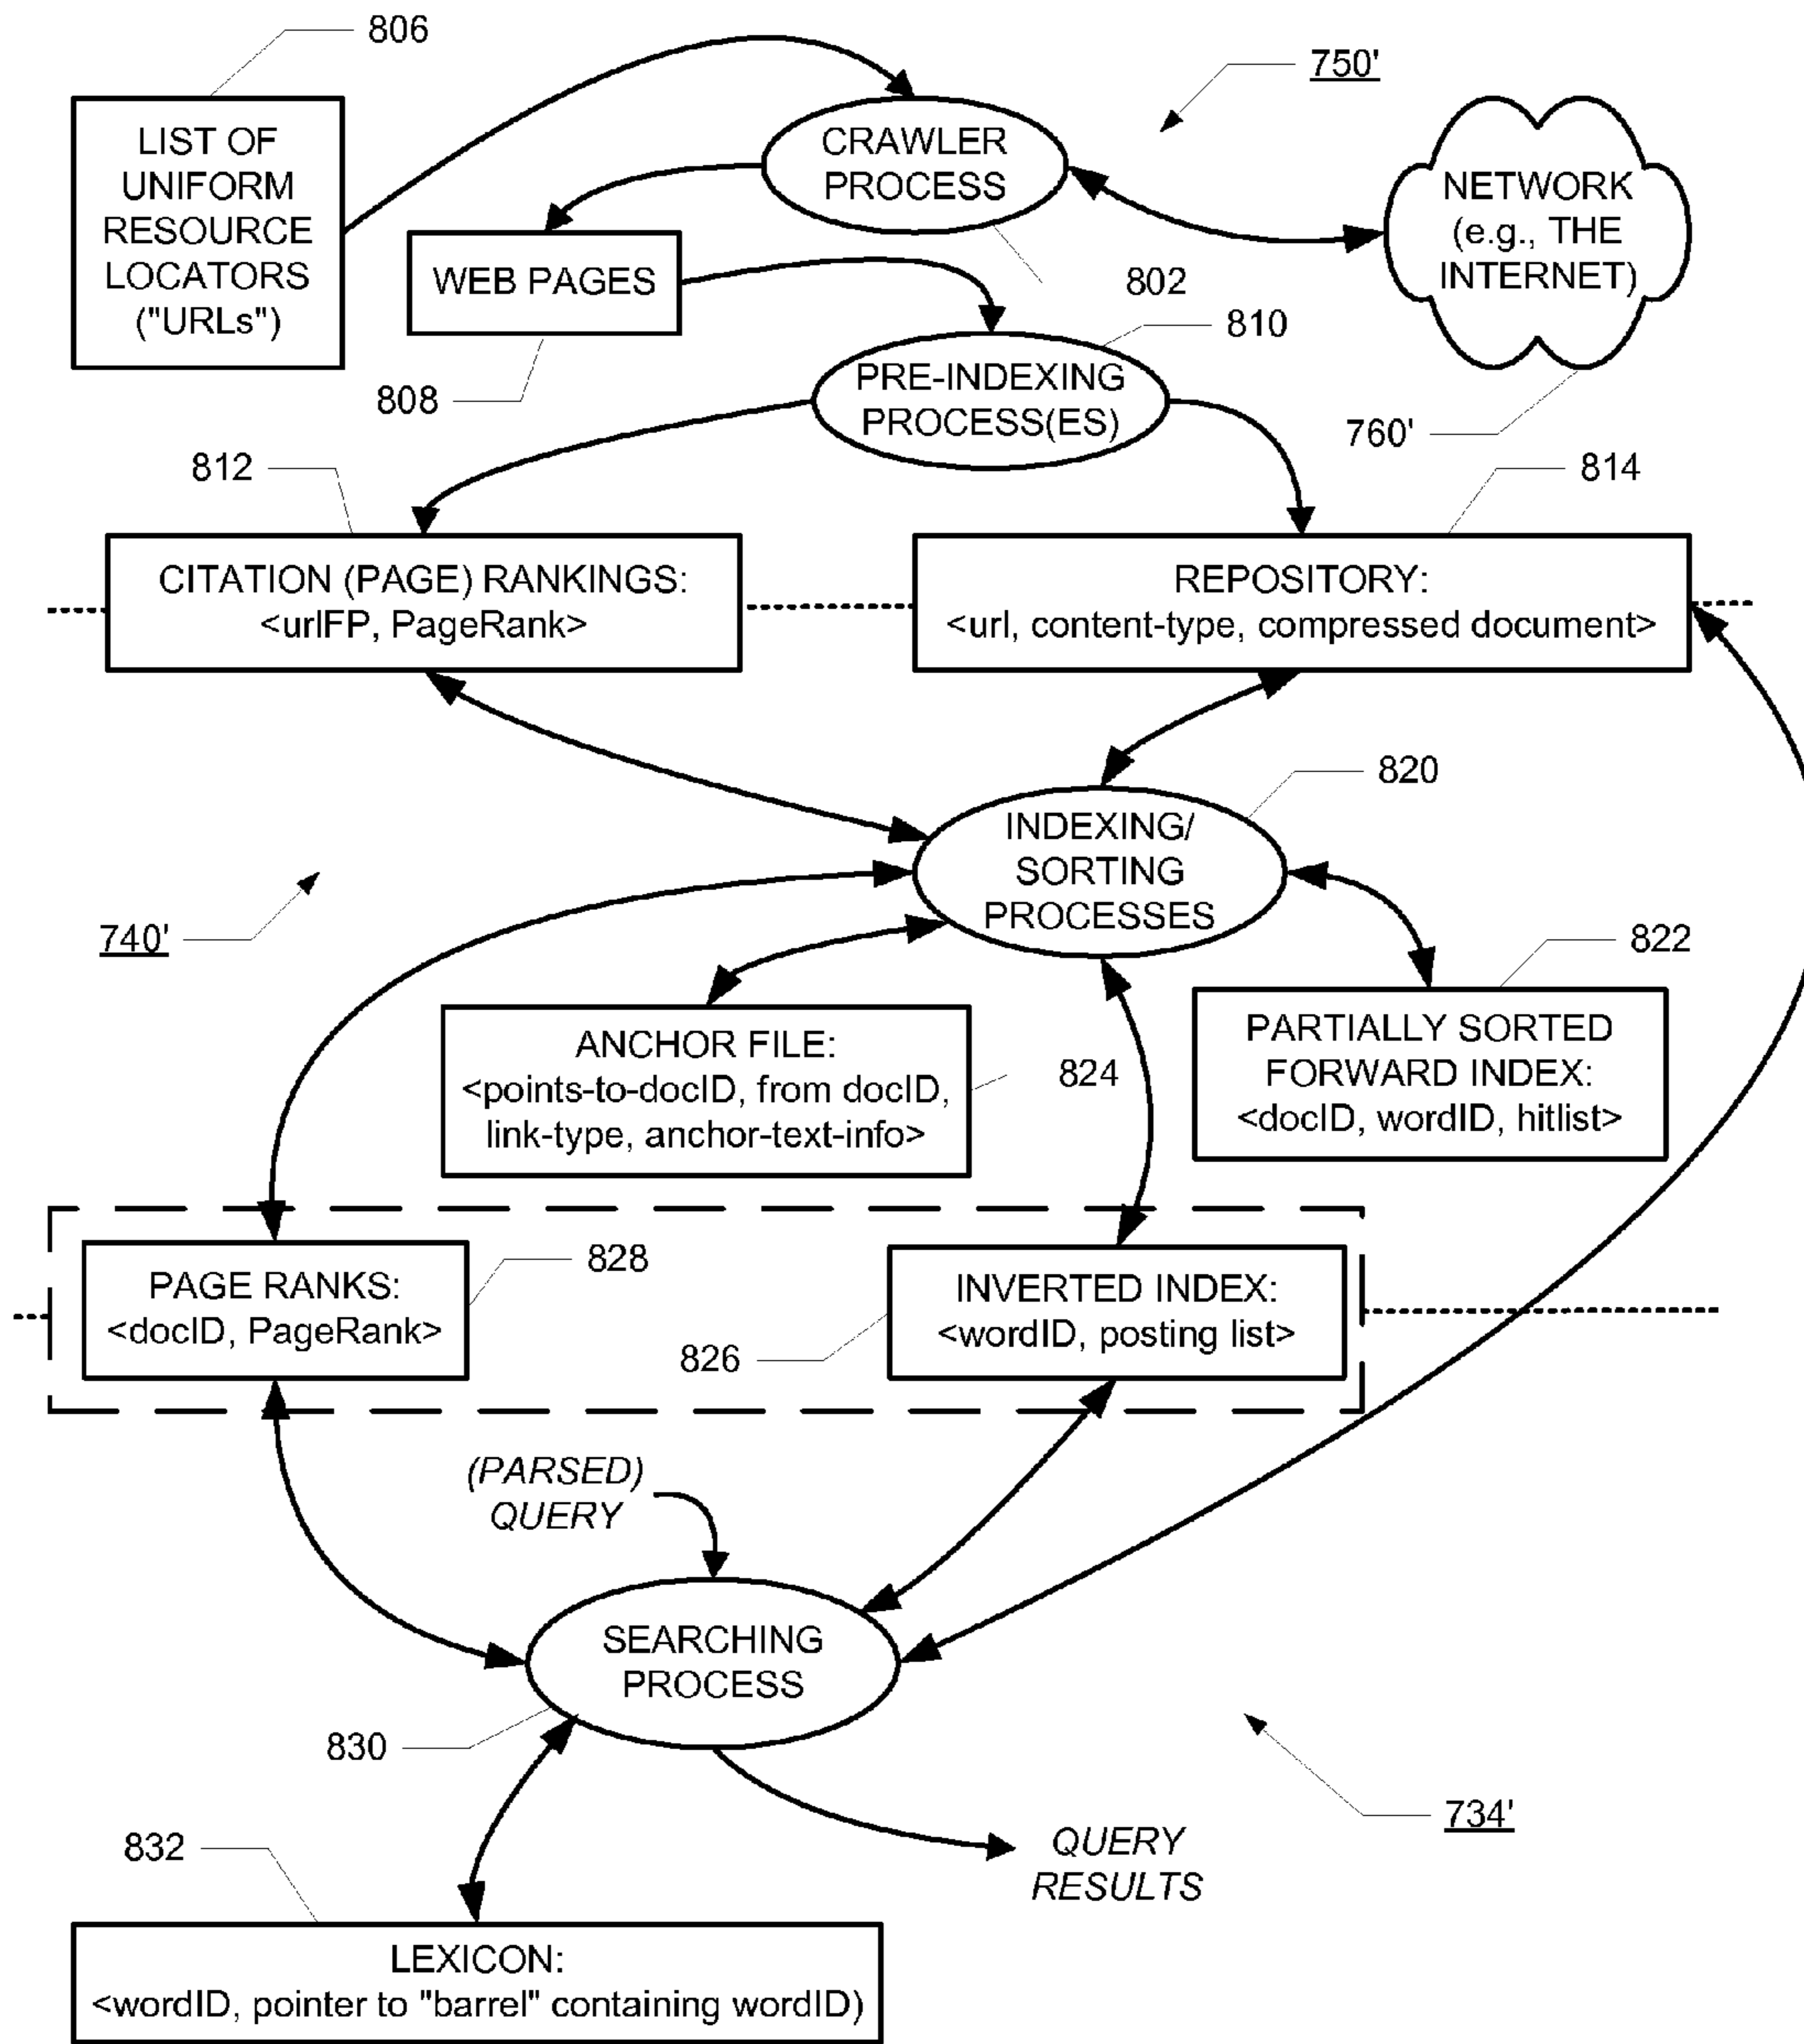 806
750'
LIST OF
UNIFORM
RESOURCE
LOCATORS
("URLs")
CRAWLER
PROCESS
NETWORK
(e.g., THE
INTERNET)
WEB PAGES
802
810
808
PRE-INDEXING
PROCESS(ES)
760'
812
814
CITATION (PAGE) RANKINGS:
<urlFP, PageRank>
REPOSITORY:
<url, content-type, compressed document>
820
INDEXING/
SORTING
PROCESSES
740'
822
ANCHOR FILE:
<points-to-docID, from docID,
link-type, anchor-text-info>
824
PARTIALLY SORTED
FORWARD INDEX:
<docID, wordID, hitlist>
828
PAGE RANKS:
<docID, PageRank>
INVERTED INDEX:
<wordID, posting list>
826
(PARSED)
QUERY
SEARCHING
PROCESS
830
734'
832
QUERY
RESULTS
LEXICON:
<wordID, pointer to "barrel" containing wordID)